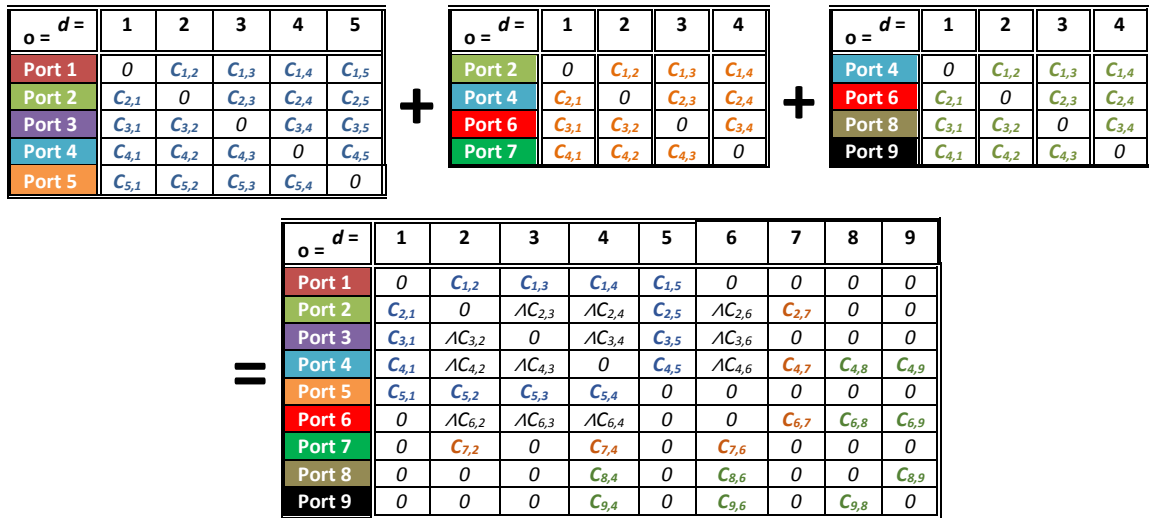 o = d = 1 2 3 4 5
Port 1 0 C1,2 C1,3 C1,4 C1,5
Port 2 C2,1 0 C2,3 C2,4 C2,5
Port 3 C3,1 C3,2 0 C3,4 C3,5
Port 4 C4,1 C4,2 C4,3 0 C4,5
Port 5 C5,1 C5,2 C5,3 C5,4 0
+
o = d = 1 2 3 4
Port 2 0 C1,2 C1,3 C1,4
Port 4 C2,1 0 C2,3 C2,4
Port 6 C3,1 C3,2 0 C3,4
Port 7 C4,1 C4,2 C4,3 0
+
o = d = 1 2 3 4
Port 4 0 C1,2 C1,3 C1,4
Port 6 C2,1 0 C2,3 C2,4
Port 8 C3,1 C3,2 0 C3,4
Port 9 C4,1 C4,2 C4,3 0
=
o = d = 1 2 3 4 5 6 7 8 9
Port 1 0 C1,2 C1,3 C1,4 C1,5 0 0 0 0
Port 2 C2,1 0 ΛC2,3 ΛC2,4 C2,5 ΛC2,6 C2,7 0 0
Port 3 C3,1 ΛC3,2 0 ΛC3,4 C3,5 ΛC3,6 0 0 0
Port 4 C4,1 ΛC4,2 ΛC4,3 0 C4,5 ΛC4,6 C4,7 C4,8 C4,9
Port 5 C5,1 C5,2 C5,3 C5,4 0 0 0 0 0
Port 6 0 ΛC6,2 ΛC6,3 ΛC6,4 0 0 C6,7 C6,8 C6,9
Port 7 0 C7,2 0 C7,4 0 C7,6 0 0 0
Port 8 0 0 0 C8,4 0 C8,6 0 0 C8,9
Port 9 0 0 0 C9,4 0 C9,6 0 C9,8 0